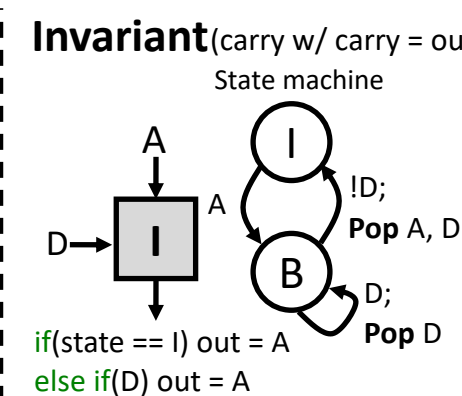 Invariant(carry w/ carry = ou
State machine
A
D
I
I
A
!D;
Pop A, D
B
D;
Pop D
if(state == I) out = A
else if(D) out = A